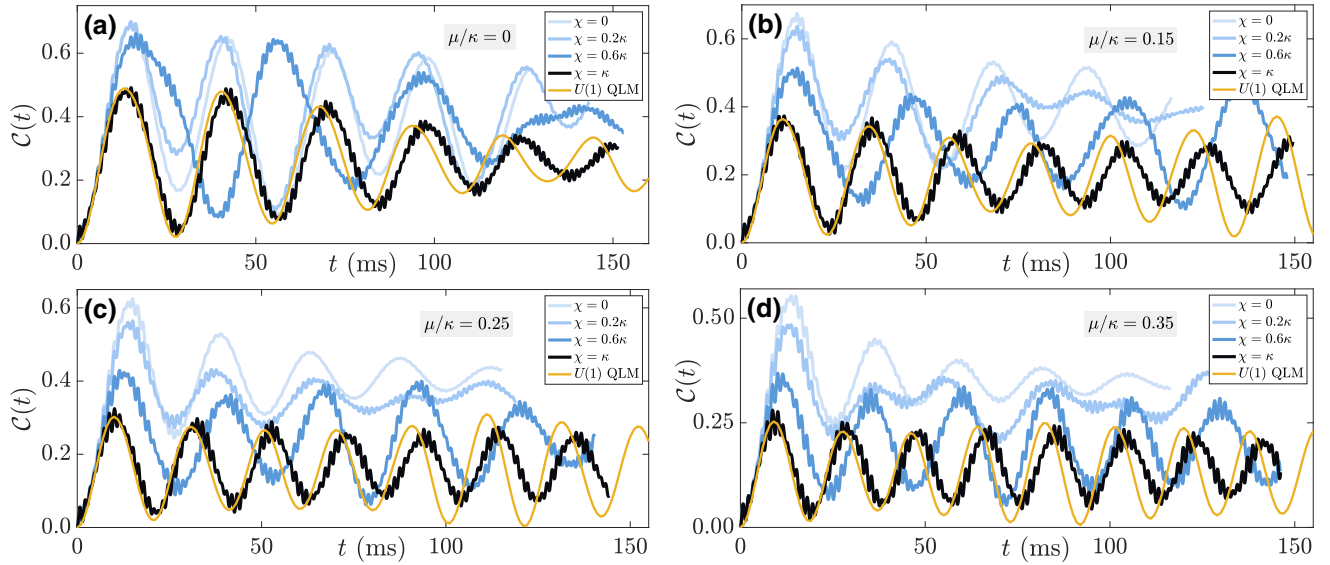 (a)
μ/κ = 0
χ = 0
χ = 0.2κ
χ = 0.6κ
χ = κ
U(1) QLM
C(t)
0.6
0.4
0.2
0.0
0 50 100 150
t (ms)
(b)
μ/κ = 0.15
χ = 0
χ = 0.2κ
χ = 0.6κ
χ = κ
U(1) QLM
C(t)
0.6
0.4
0.2
0.0
0 50 100 150
t (ms)
(c)
μ/κ = 0.25
χ = 0
χ = 0.2κ
χ = 0.6κ
χ = κ
U(1) QLM
C(t)
0.6
0.4
0.2
0.0
0 50 100 150
t (ms)
(d)
μ/κ = 0.35
χ = 0
χ = 0.2κ
χ = 0.6κ
χ = κ
U(1) QLM
C(t)
0.50
0.25
0.00
0 50 100 150
t (ms)